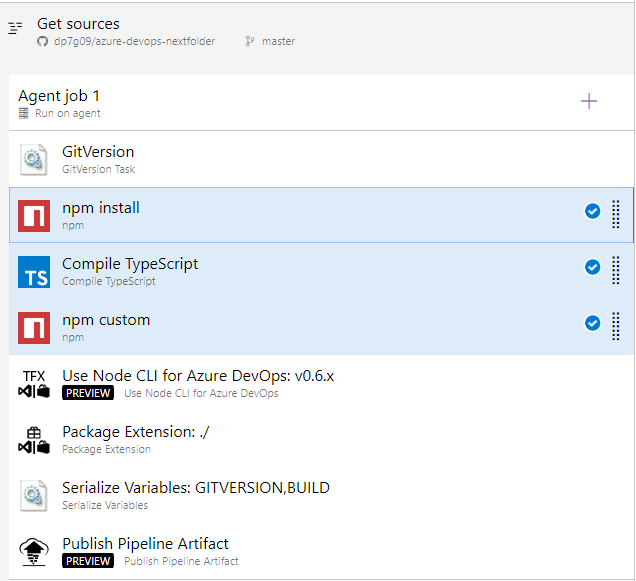 Get sources
dp7g09/azure-devops-nextfolder master
Agent job 1
Run on agent
GitVersion
GitVersion Task
npm install
npm
TS
Compile TypeScript
Compile TypeScript
npm custom
npm
TFX
Use Node CLI for Azure DevOps: v0.6.x
PREVIEW Use Node CLI for Azure DevOps
Package Extension: ./
Package Extension
Serialize Variables: GITVERSION,BUILD
Serialize Variables
Publish Pipeline Artifact
PREVIEW Publish Pipeline Artifact